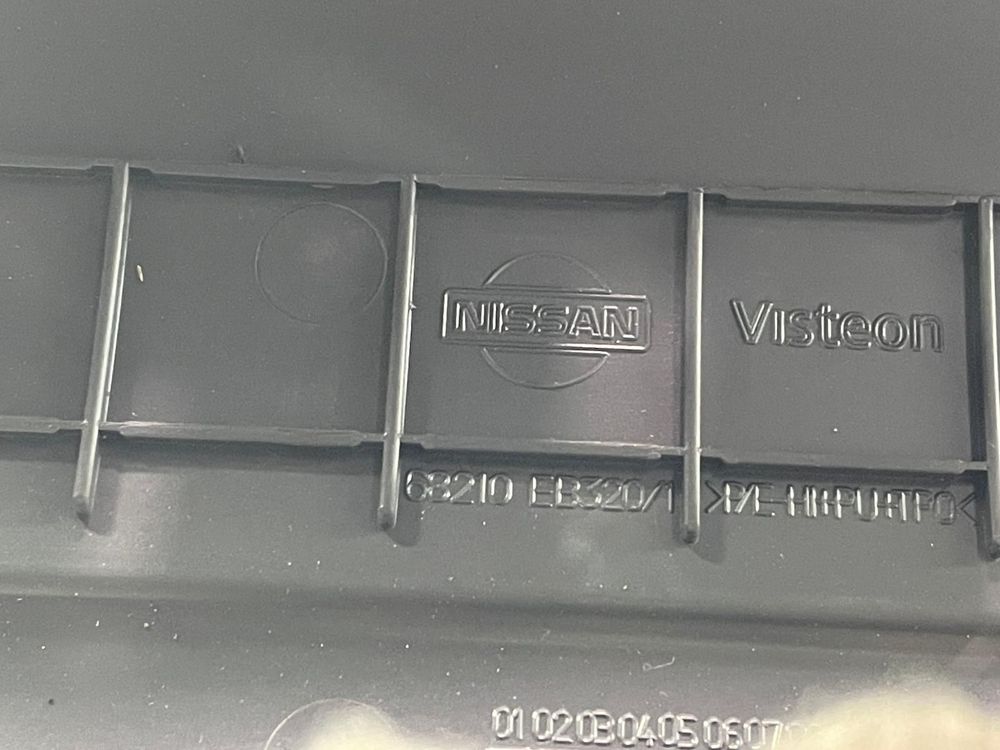 NISSAN
Visteon
68210 EB320/1 >P/E-HI+PU+TPO<
01 02 03 04 05 06 07